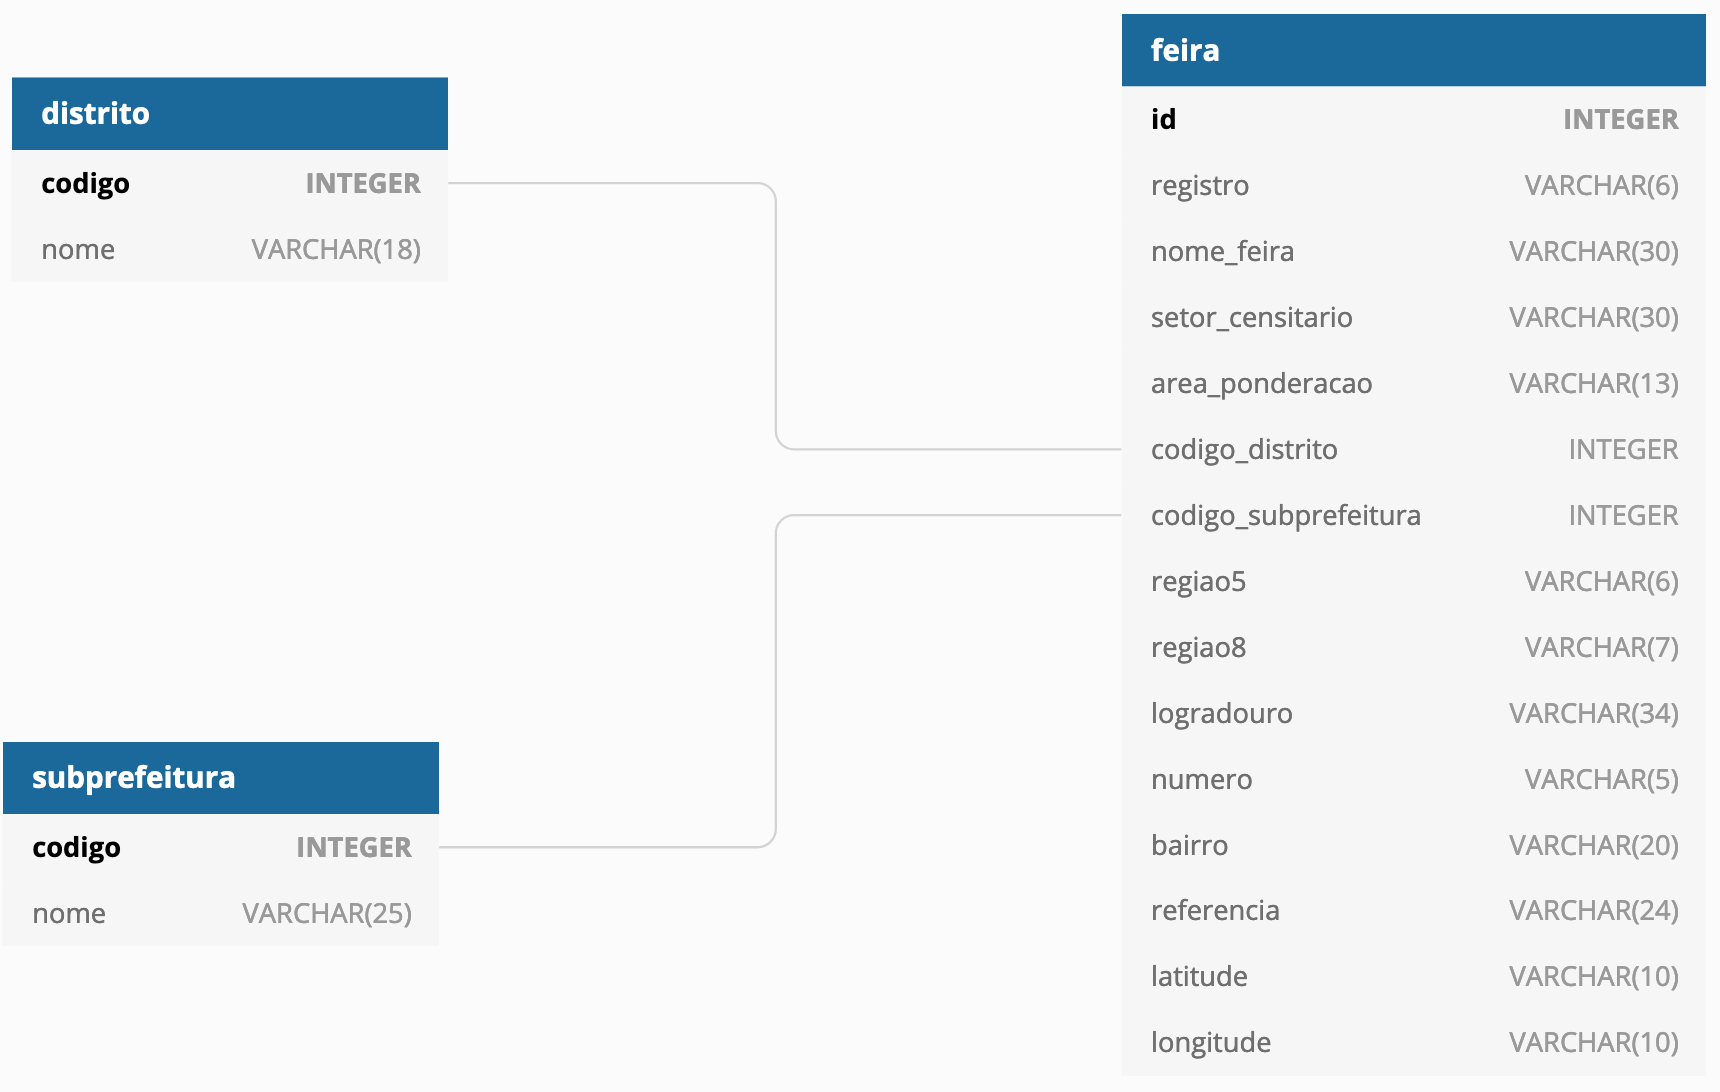 distrito
codigo INTEGER
nome VARCHAR(18)
subprefeitura
codigo INTEGER
nome VARCHAR(25)
feira
id INTEGER
registro VARCHAR(6)
nome_feira VARCHAR(30)
setor_censitario VARCHAR(30)
area_ponderacao VARCHAR(13)
codigo_distrito INTEGER
codigo_subprefeitura INTEGER
regiao5 VARCHAR(6)
regiao8 VARCHAR(7)
logradouro VARCHAR(34)
numero VARCHAR(5)
bairro VARCHAR(20)
referencia VARCHAR(24)
latitude VARCHAR(10)
longitude VARCHAR(10)